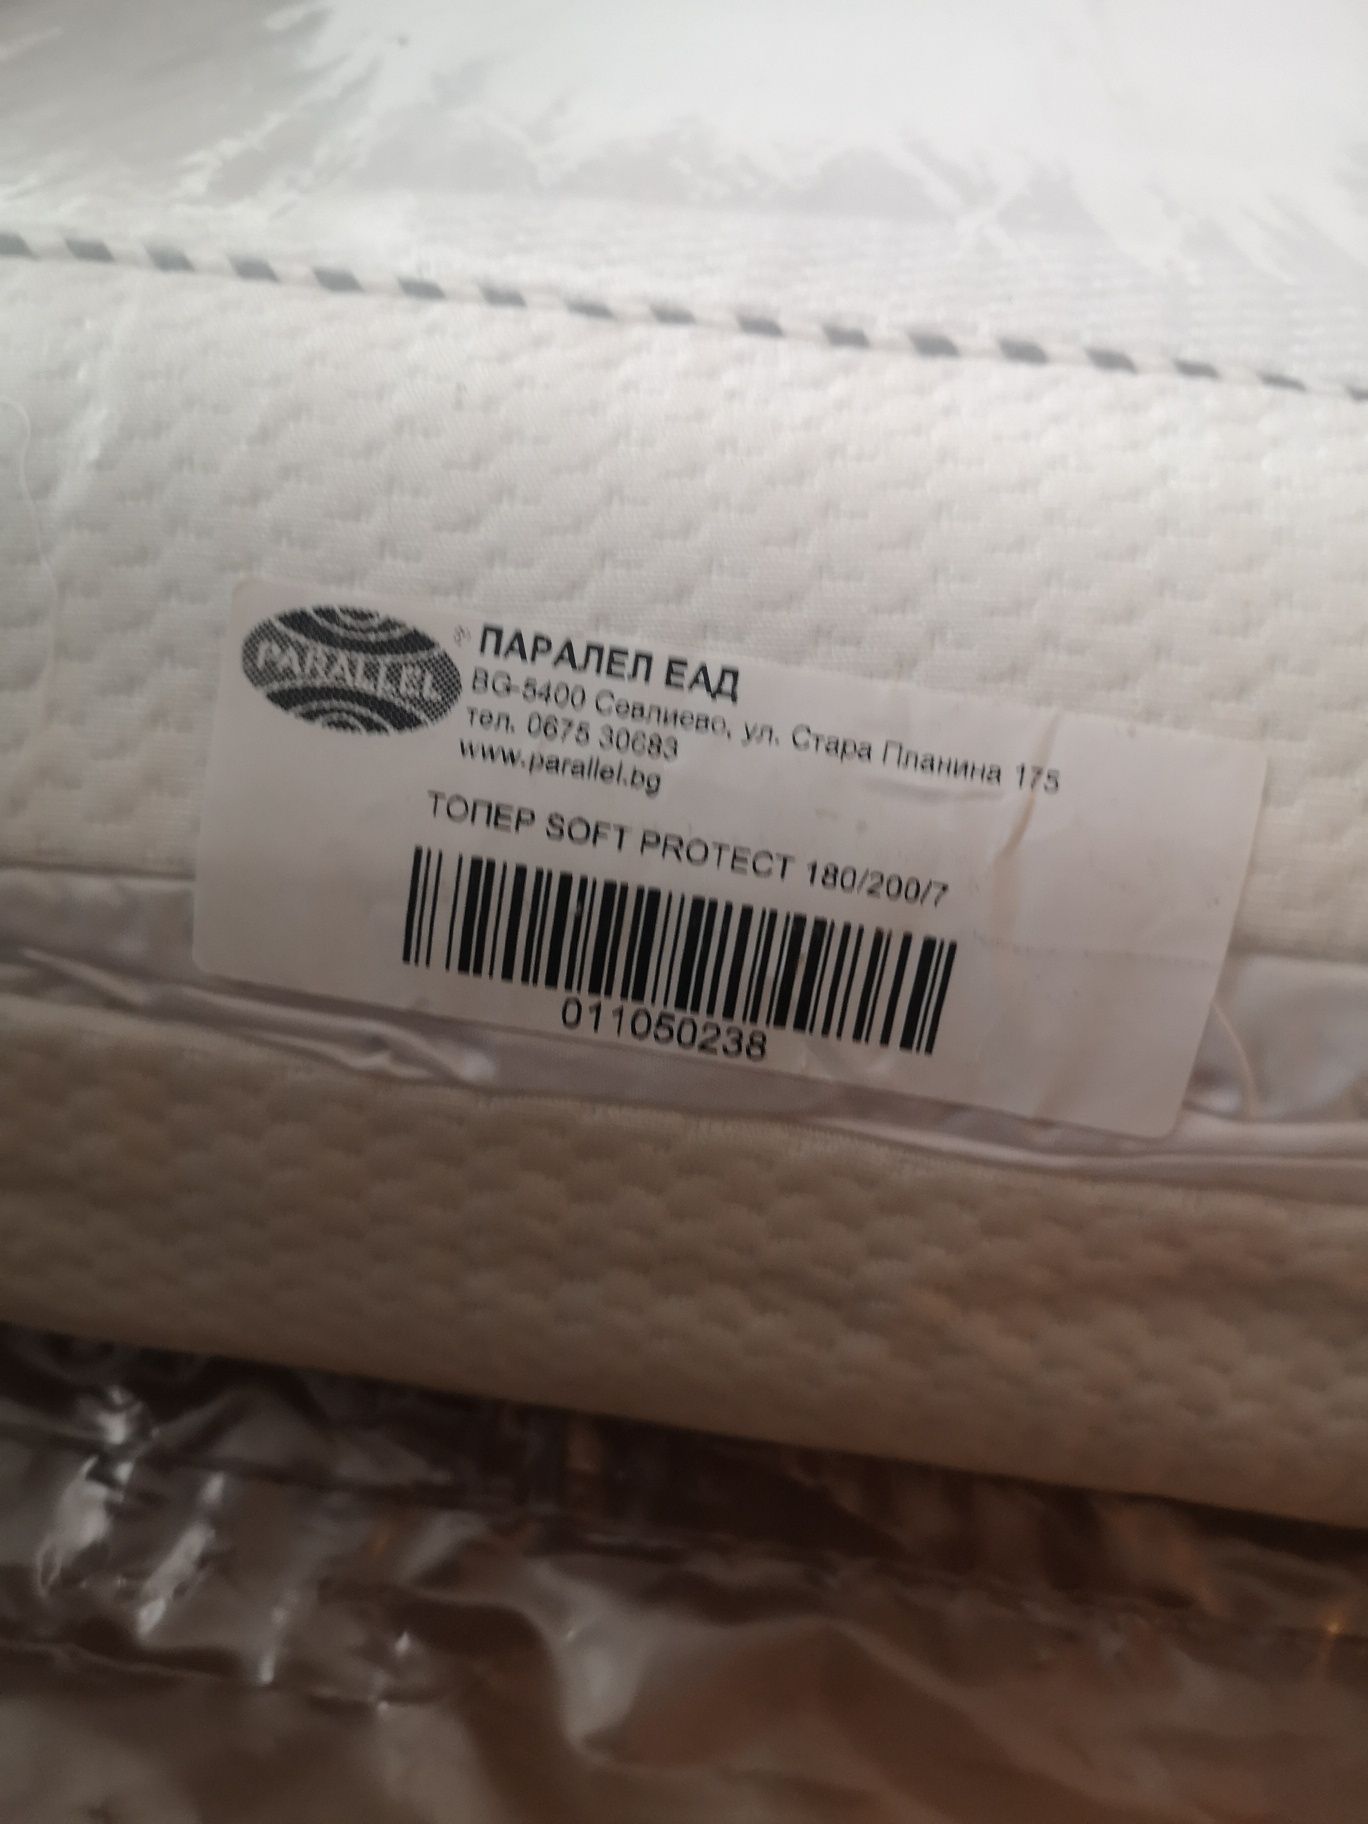 PARALLEL
®
ПАРАЛЕЛ ЕАД
BG-5400 Севлиево, ул. Стара Планина 175
тел. 0675 30683
www.parallel.bg
ТОПЕР SOFT PROTECT 180/200/7
011050238